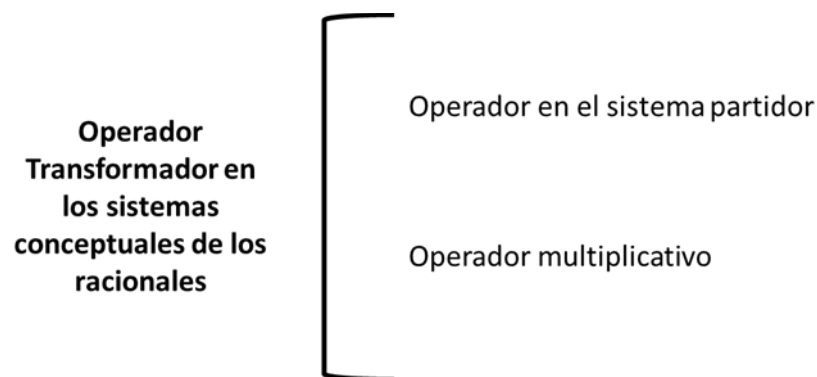 Operador
Transformador en
los sistemas
conceptuales de los
racionales
Operador en el sistema partidor
Operador multiplicativo